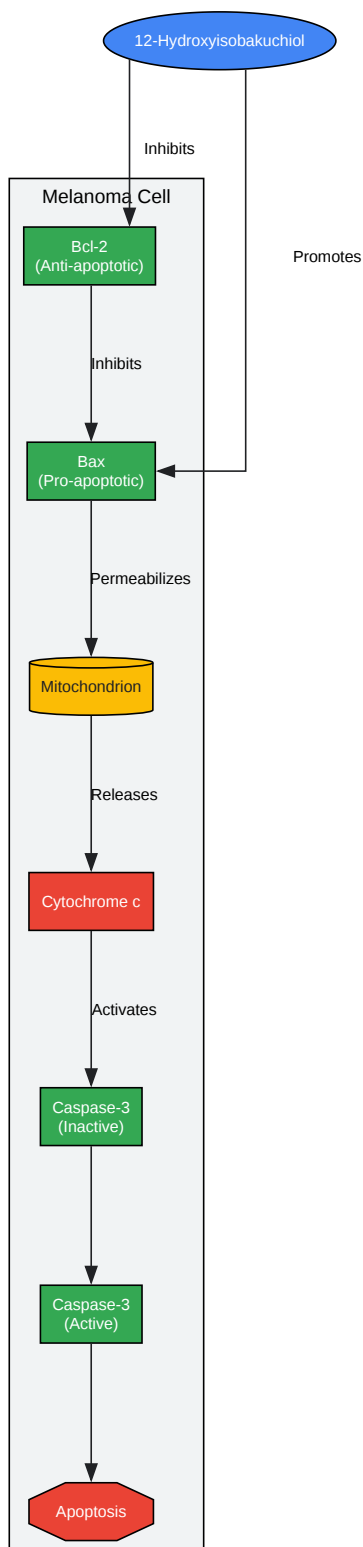 12-Hydroxyisobakuchiol
Inhibits
Melanoma Cell
Bcl-2
(Anti-apoptotic)
Promotes
Inhibits
Bax
(Pro-apoptotic)
Permeabilizes
Mitochondrion
Releases
Cytochrome c
Activates
Caspase-3
(Inactive)
Caspase-3
(Active)
Apoptosis